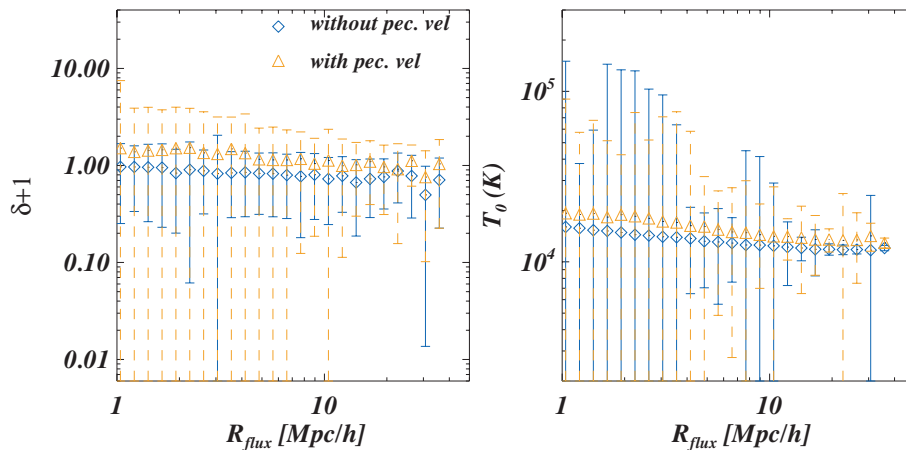 without pec. vel
with pec. vel
10.00
1.00
0.10
0.01
δ+1
1
10
R_flux [Mpc/h]
10^5
10^4
T_0 (K)
1
10
R_flux [Mpc/h]